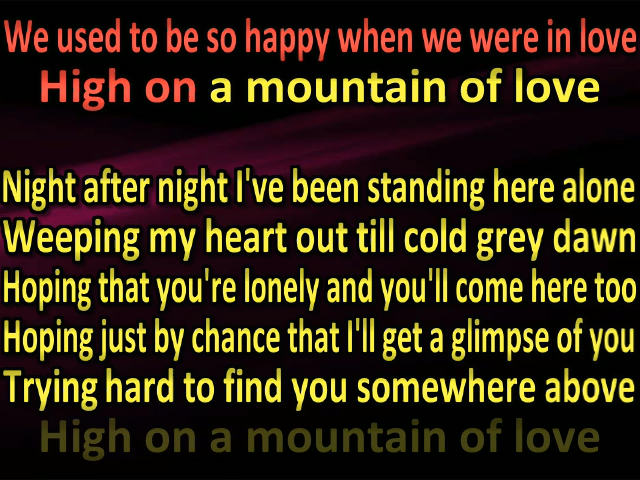 We used to be so happy when we were in love
High on a mountain of love
Night after night I've been standing here alone
Weeping my heart out till cold grey dawn
Hoping that you're lonely and you'll come here too
Hoping just by chance that I'll get a glimpse of you
Trying hard to find you somewhere above
High on a mountain of love